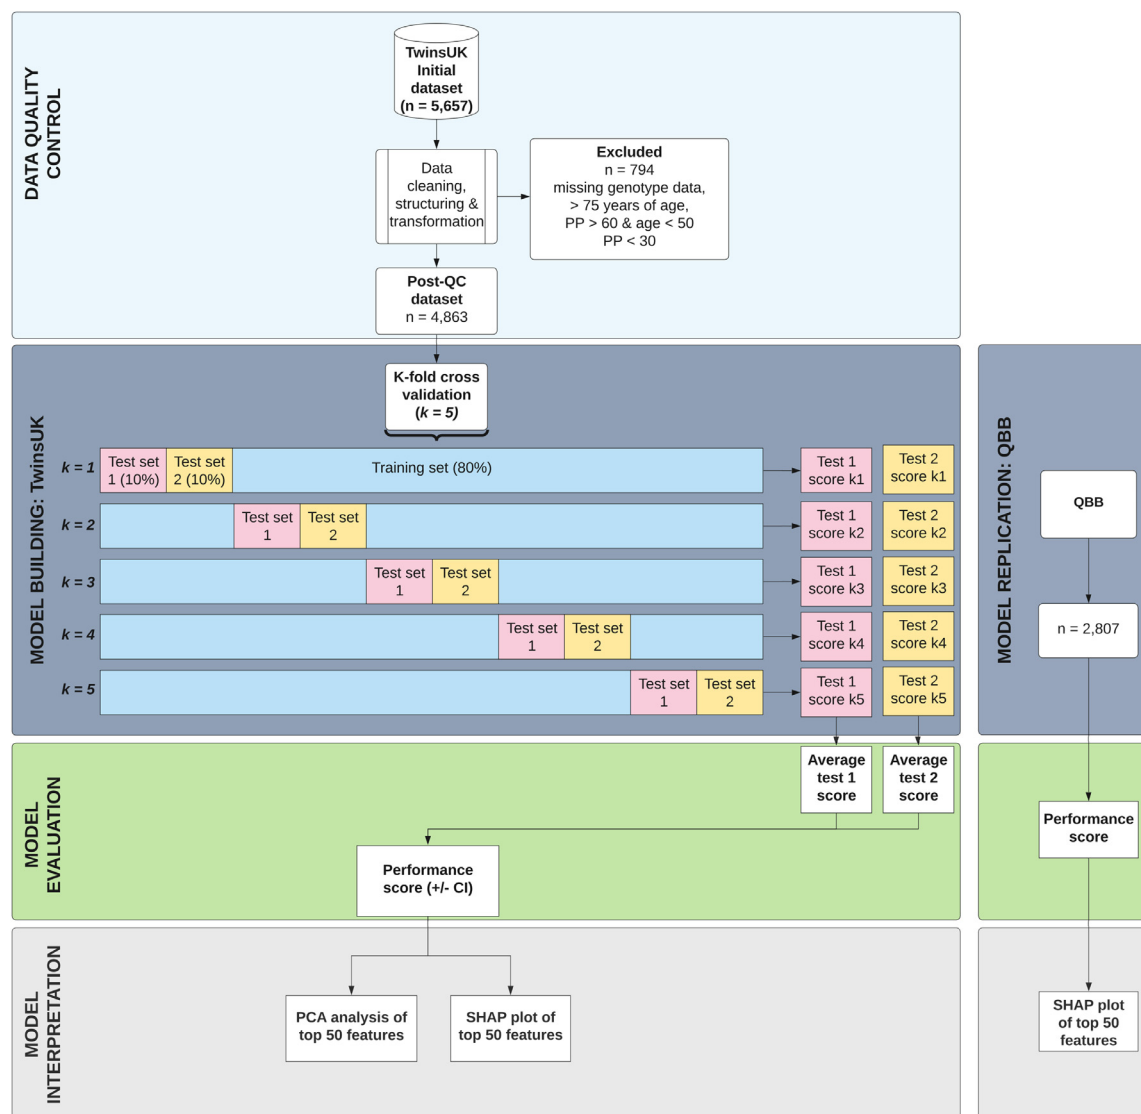 DATA QUALITY
CONTROL
TwinsUK
Initial
dataset
(n = 5,657)
Data
cleaning,
structuring &
transformation
Excluded
n = 794
missing genotype data,
> 75 years of age,
PP > 60 & age < 50
PP < 30
Post-QC
dataset
n = 4,863
MODEL BUILDING: TwinsUK
K-fold cross
validation
(k = 5)
k = 1
Test set
1 (10%)
Test set
2 (10%)
Training set (80%)
Test 1
score k1
Test 2
score k1
k = 2
Test set
1
Test set
2
Test 1
score k2
Test 2
score k2
k = 3
Test set
1
Test set
2
Test 1
score k3
Test 2
score k3
k = 4
Test set
1
Test set
2
Test 1
score k4
Test 2
score k4
k = 5
Test set
1
Test set
2
Test 1
score k5
Test 2
score k5
MODEL REPLICATION: QBB
QBB
n = 2,807
MODEL
EVALUATION
Average
test 1
score
Average
test 2
score
Performance
score (+/- CI)
Performance
score
MODEL
INTERPRETATION
PCA analysis of
top 50 features
SHAP plot of
top 50 features
SHAP plot
of top 50
features